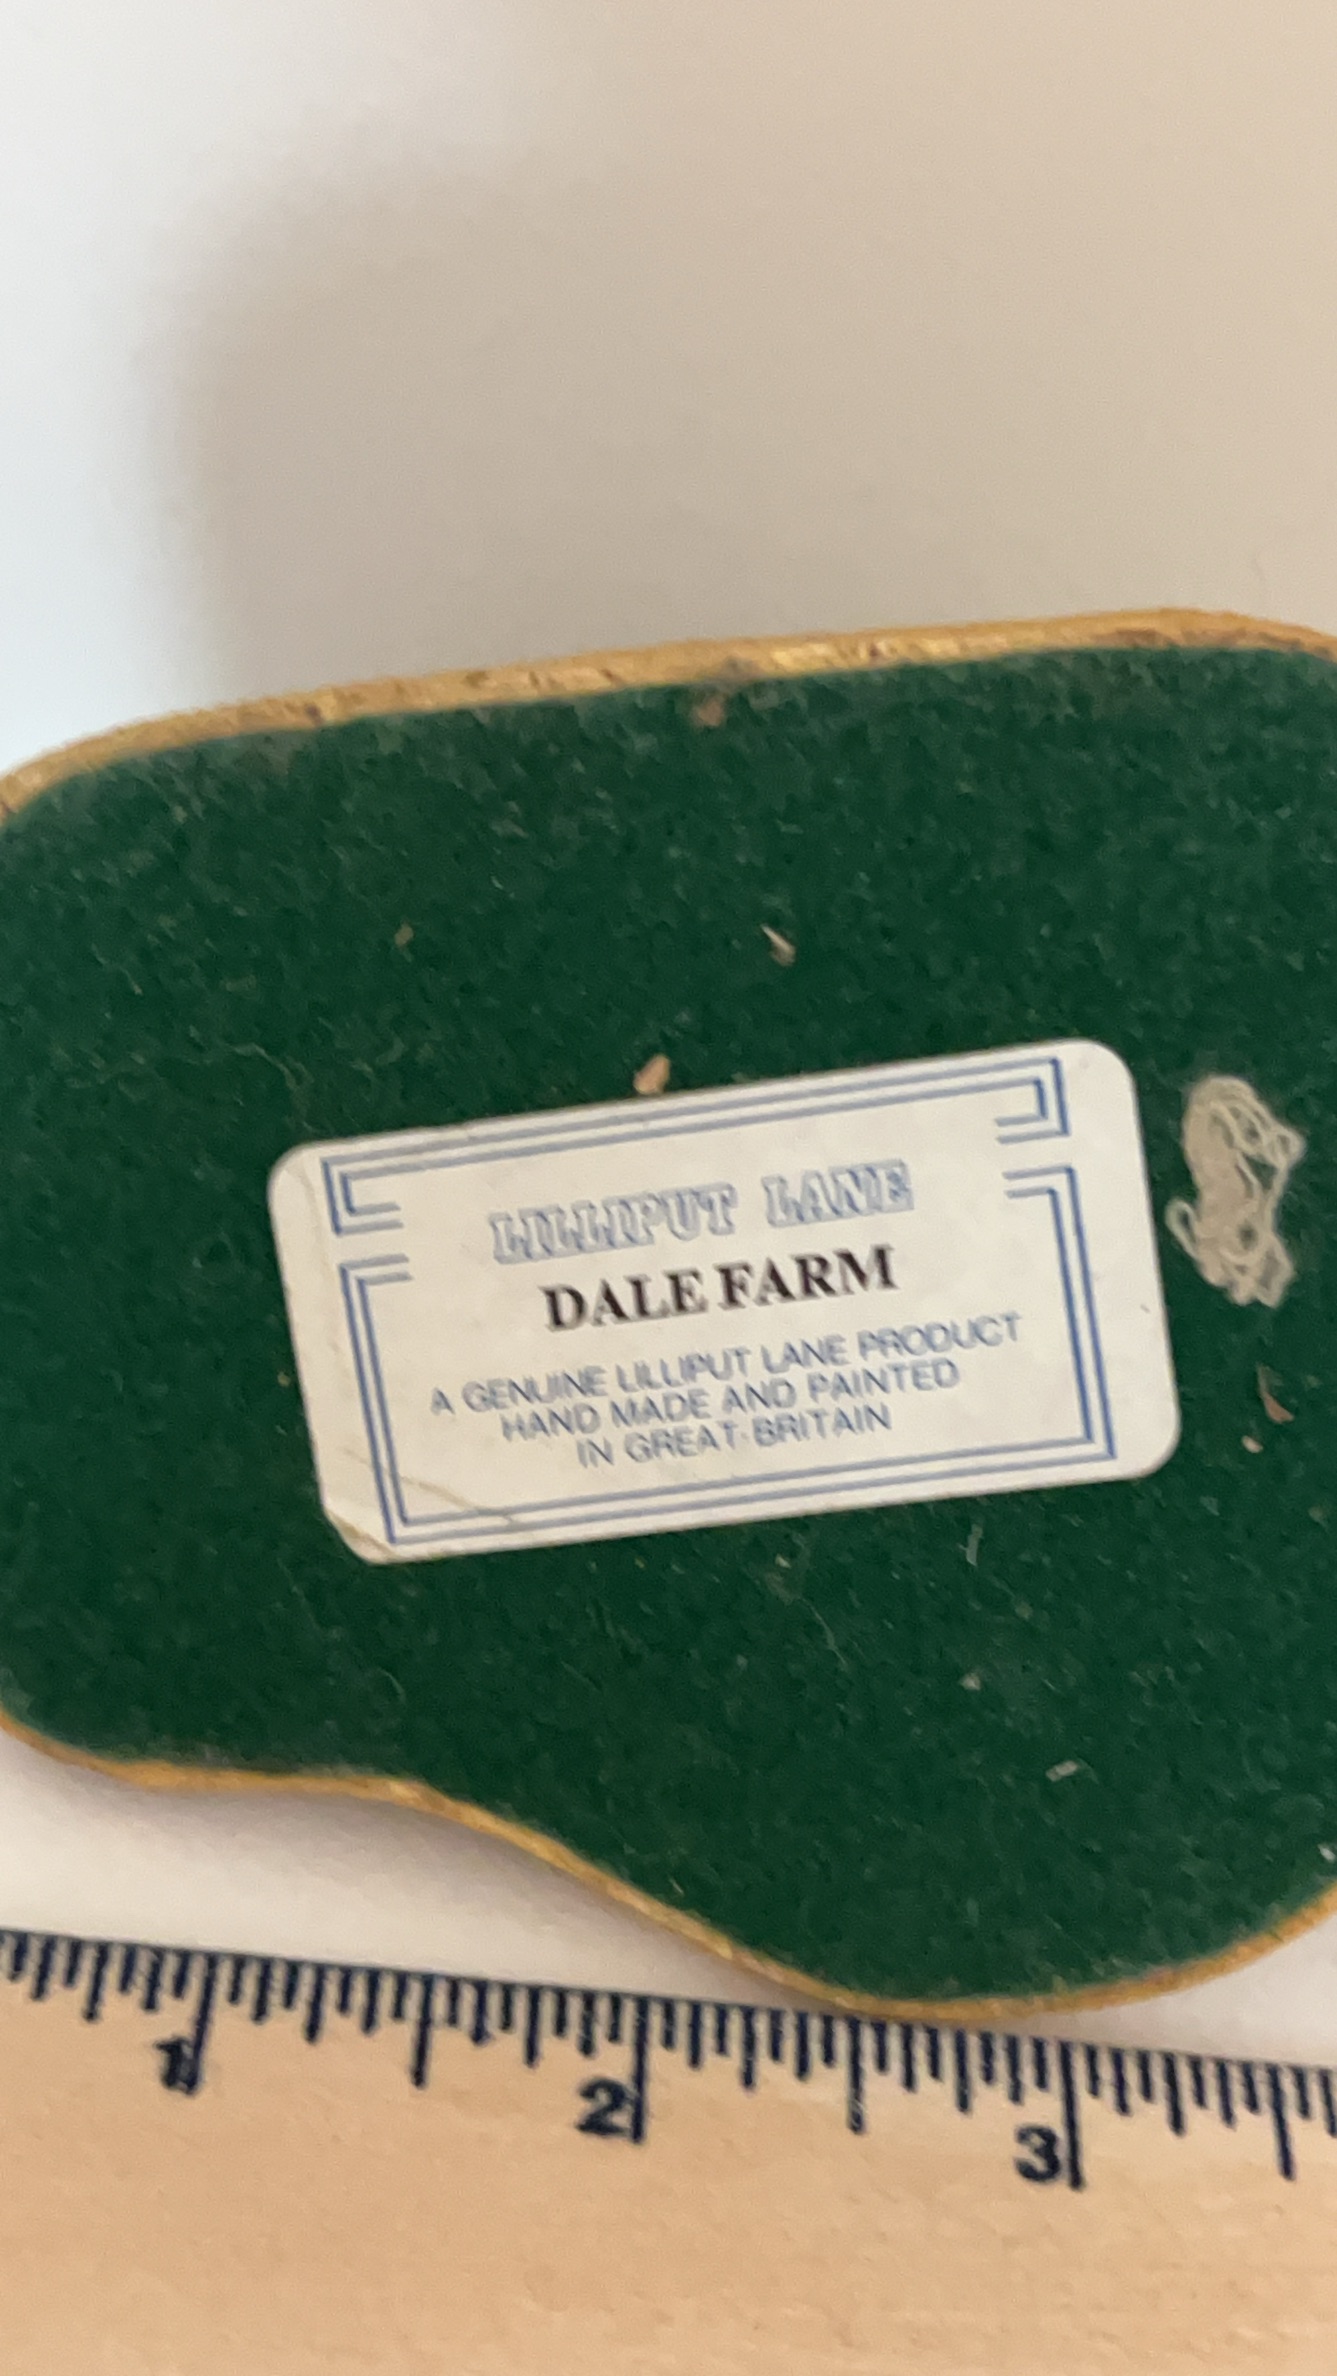 LILLIPUT LANE
DALE FARM
A GENUINE LILLIPUT LANE PRODUCT
HAND MADE AND PAINTED
IN GREAT BRITAIN
1
2
3